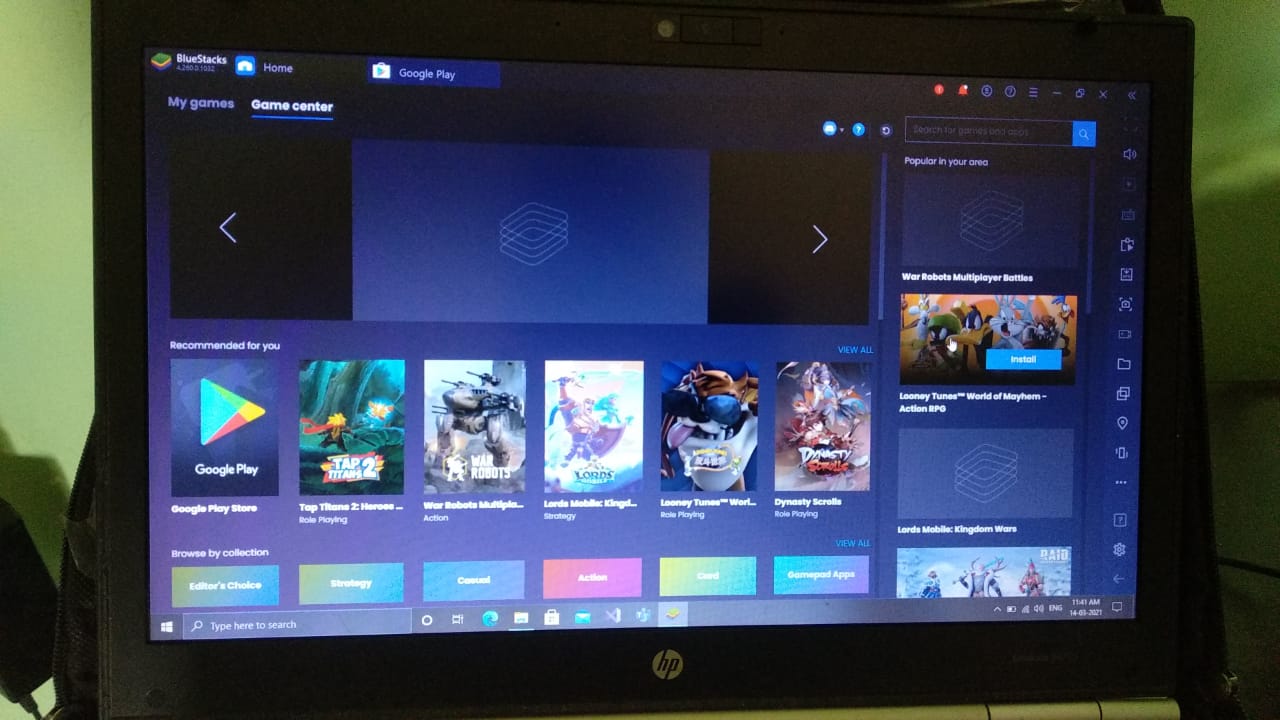 BlueStacks
4.260.0.1032
Home
Google Play
My games
Game center
Search for games and apps
Popular in your area
War Robots Multiplayer Battles
Install
Looney Tunes™ World of Mayhem -
Action RPG
Lords Mobile: Kingdom Wars
RAID
Recommended for you
VIEW ALL
Google Play
TAP TITANS 2
WAR ROBOTS
LORDS MOBILE
DYNASTY SCROLLS
Google Play Store
Tap Titans 2: Heroes ...
Role Playing
War Robots Multipla...
Action
Lords Mobile: Kingd...
Strategy
Looney Tunes™ Worl...
Role Playing
Dynasty Scrolls
Role Playing
Browse by collection
VIEW ALL
Editor's Choice
Strategy
Casual
Action
Card
Gamepad Apps
Type here to search
ENG
11:41 AM
14-03-2021
hp